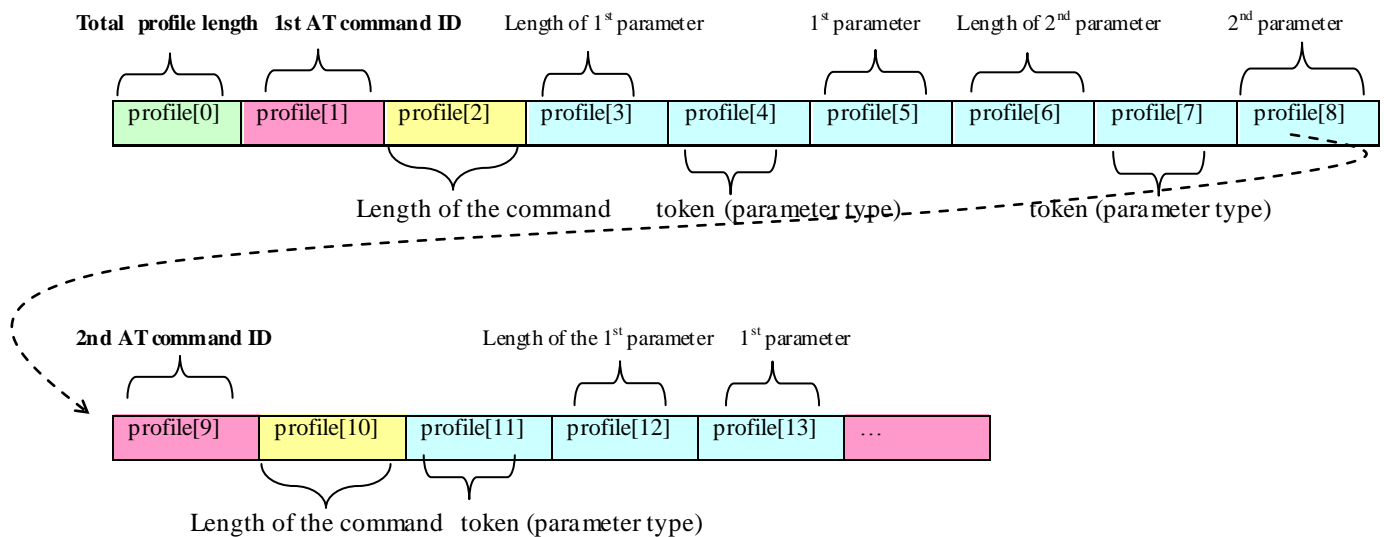 Total profile length 1st AT command ID Length of 1st parameter 1st parameter Length of 2nd parameter 2nd parameter
profile[0] profile[1] profile[2] profile[3] profile[4] profile[5] profile[6] profile[7] profile[8]
Length of the command token (parameter type) token (parameter type)
2nd AT command ID Length of the 1st parameter 1st parameter
profile[9] profile[10] profile[11] profile[12] profile[13] …
Length of the command token (parameter type)